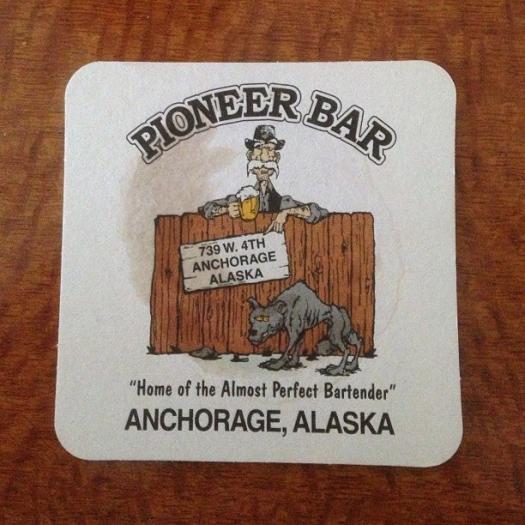 PIONEER BAR
739 W. 4TH
ANCHORAGE
ALASKA
"Home of the Almost Perfect Bartender"
ANCHORAGE, ALASKA